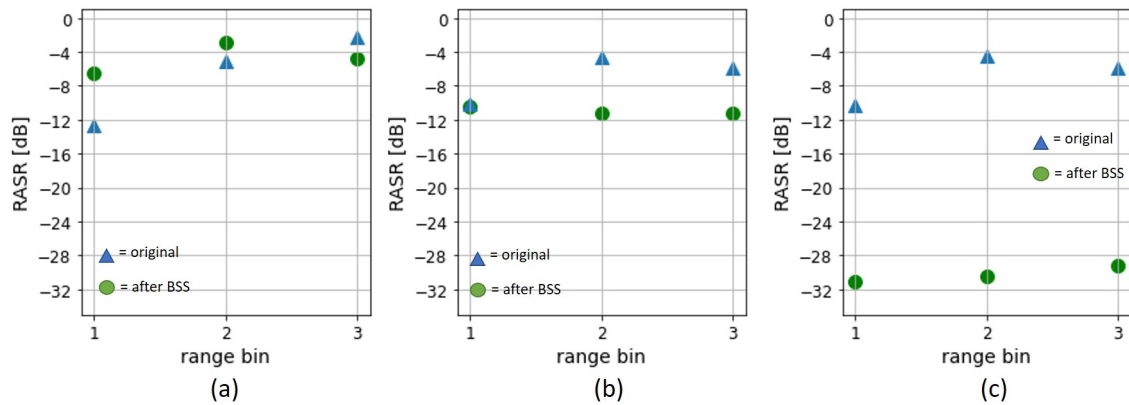 0
−4
−8
−12
−16
−20
−24
−28
−32
RASR [dB]
= original
= after BSS
1 2 3
range bin
(a)
0
−4
−8
−12
−16
−20
−24
−28
−32
RASR [dB]
= original
= after BSS
1 2 3
range bin
(b)
0
−4
−8
−12
−16
−20
−24
−28
−32
RASR [dB]
= original
= after BSS
1 2 3
range bin
(c)